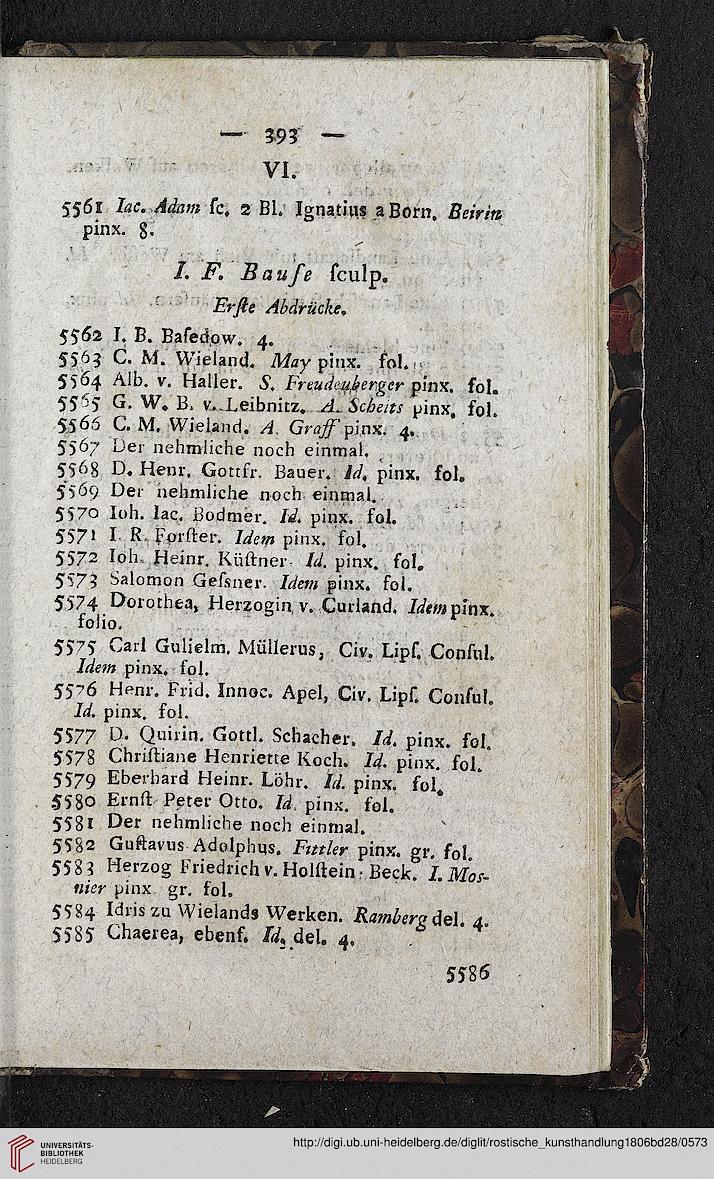 — 393 —
VI.
5561 Iac. Adam ſc. 2 Bl. Ignatius a Born. Beirin
pinx. 8.
I. F. Bauſe ſculp.
Erſte Abdrücke.
5562 I. B. Baſedow. 4.
5563 C. M. Wieland. May pinx. fol.
5564 Alb. v. Haller. S. Freudeuberger pinx. fol.
5565 G. W. B. v. Leibnitz. A. Scheits pinx. fol.
5566 C. M. Wieland. A. Graff pinx. 4.
5567 Der nehmliche noch einmal.
5568 D. Henr. Gottfr. Bauer. Id. pinx. fol.
5569 Der nehmliche noch einmal.
5570 Ioh. Iac. Bodmer. Id. pinx. fol.
5571 I. R. Forſter. Idem pinx. fol.
5572 Ioh. Heinr. Küſtner. Id. pinx. fol.
5573 Salomon Geſsner. Idem pinx. fol.
5574 Dorothea, Herzogin v. Curland. Idem pinx.
folio.
5575 Carl Gulielm. Müllerus, Civ. Lipſ. Conſul.
Idem pinx. fol.
5576 Henr. Frid. Innoc. Apel, Civ. Lipſ. Conſul.
Id. pinx. fol.
5577 D. Quirin. Gottl. Schacher. Id. pinx. fol.
5578 Chriſtiane Henriette Koch. Id. pinx. fol.
5579 Eberhard Heinr. Löhr. Id. pinx. fol.
5580 Ernſt Peter Otto. Id. pinx. fol.
5581 Der nehmliche noch einmal.
5582 Guſtavus Adolphus. Fittler pinx. gr. fol.
5583 Herzog Friedrich v. Holſtein-Beck. I. Mos-
nier pinx. gr. fol.
5584 Idris zu Wielands Werken. Ramberg del. 4.
5585 Chaerea, ebenſ. Id. del. 4.
5586
UNIVERSITÄTS-
BIBLIOTHEK
HEIDELBERG
http://digi.ub.uni-heidelberg.de/diglit/rostische_kunsthandlung1806bd28/0573